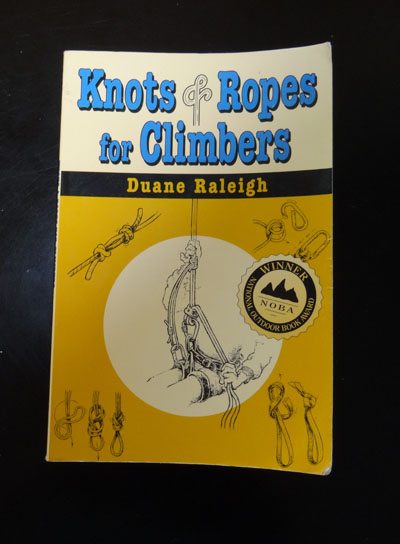 Knots & Ropes
for Climbers
Duane Raleigh
WINNER
NOBA
NATIONAL OUTDOOR BOOK AWARD